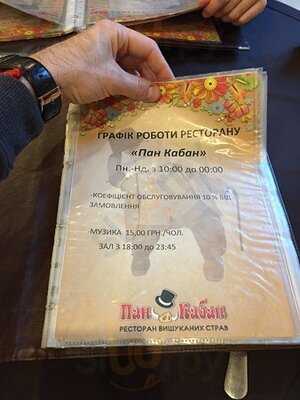 ГРАФІК РОБОТИ РЕСТОРАНУ
«Пан Кабан»
Пн.-Нд. з 10:00 до 00:00
-КОЕФІЦІЄНТ ОБСЛУГОВУВАННЯ 10 % ВІД
ЗАМОВЛЕННЯ
МУЗИКА 15,00 ГРН /ЧОЛ.
ЗАЛ З 18:00 до 23:45
Пан Кабан
РЕСТОРАН ВИШУКАНИХ СТРАВ